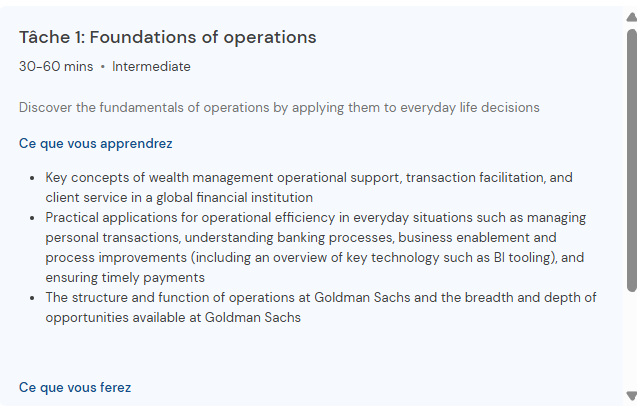 Tâche 1: Foundations of operations
30-60 mins • Intermediate
Discover the fundamentals of operations by applying them to everyday life decisions
Ce que vous apprendrez
• Key concepts of wealth management operational support, transaction facilitation, and
client service in a global financial institution
• Practical applications for operational efficiency in everyday situations such as managing
personal transactions, understanding banking processes, business enablement and
process improvements (including an overview of key technology such as BI tooling), and
ensuring timely payments
• The structure and function of operations at Goldman Sachs and the breadth and depth of
opportunities available at Goldman Sachs
Ce que vous ferez